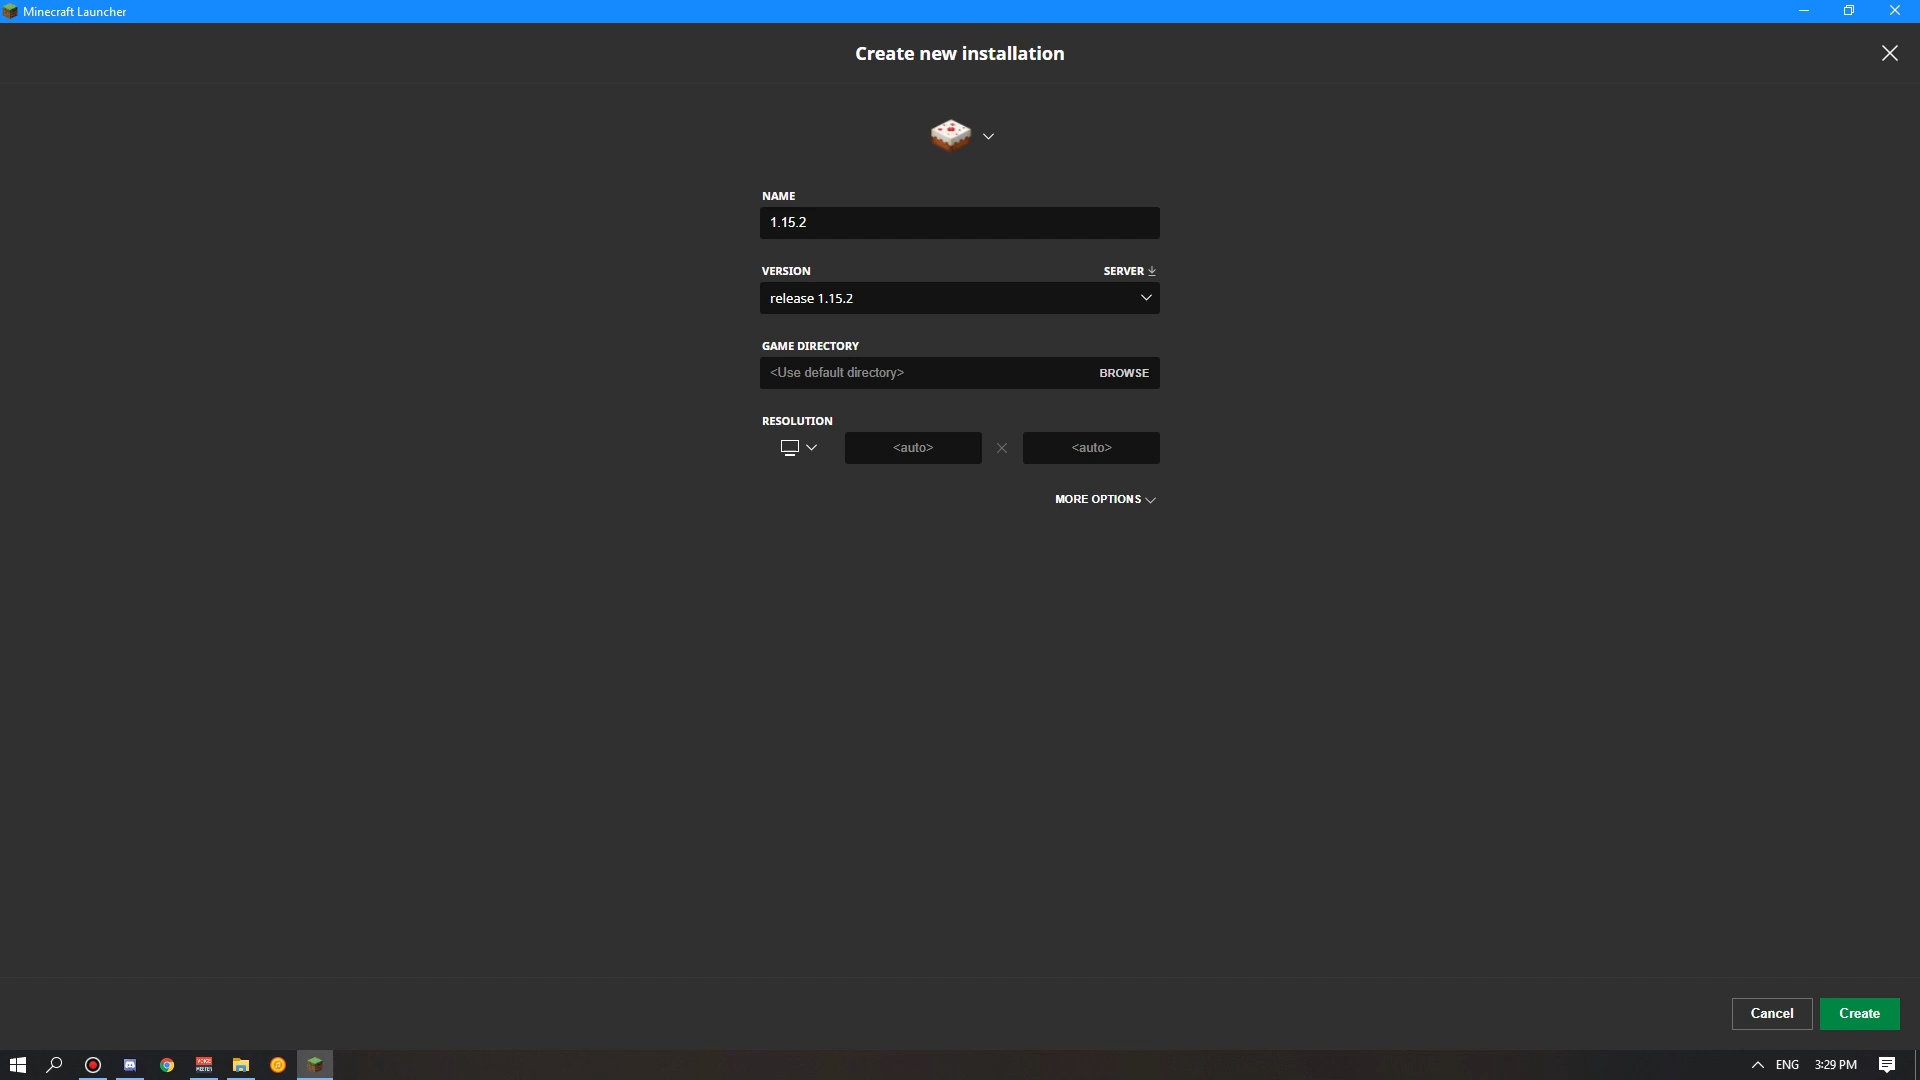 Minecraft Launcher
Create new installation
NAME
1.15.2
VERSION
SERVER
release 1.15.2
GAME DIRECTORY
<Use default directory>
BROWSE
RESOLUTION
<auto>
<auto>
MORE OPTIONS
Cancel
Create
ENG
3:29 PM